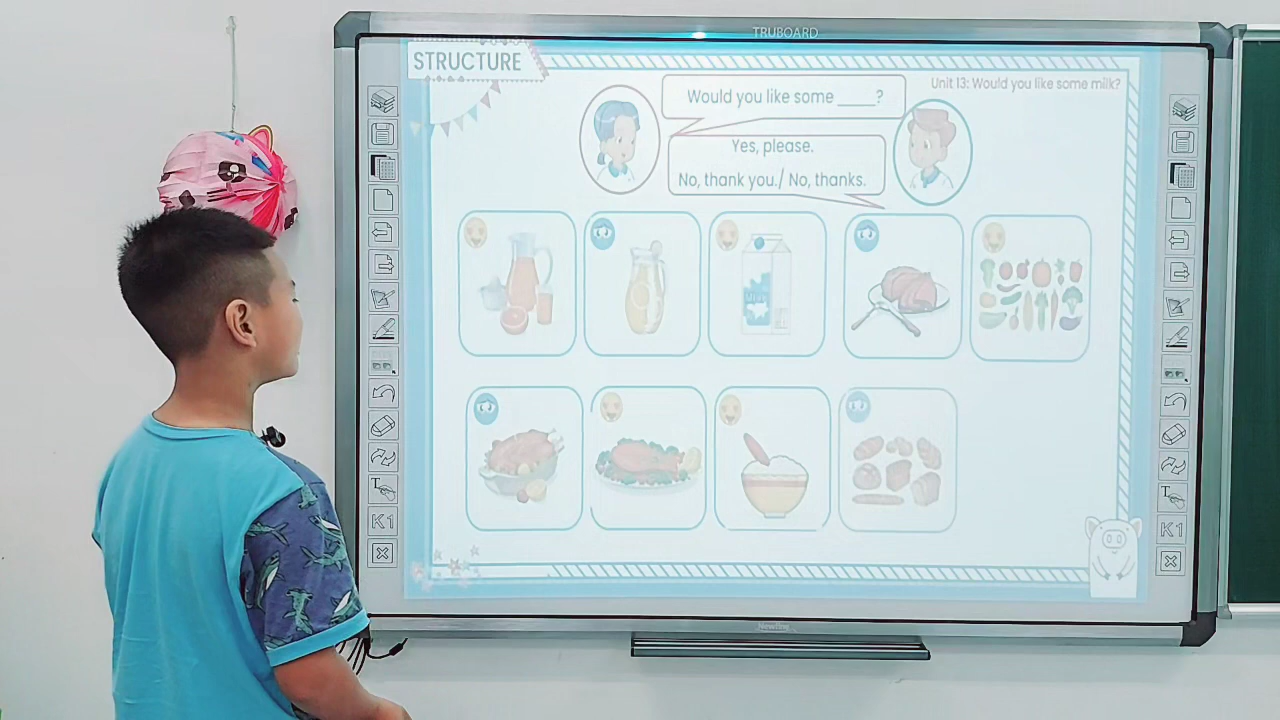 TRUBOARD
STRUCTURE
Unit 13: Would you like some milk?
Would you like some _____?
Yes, please.
No, thank you./ No, thanks.
T
T
K1
K1